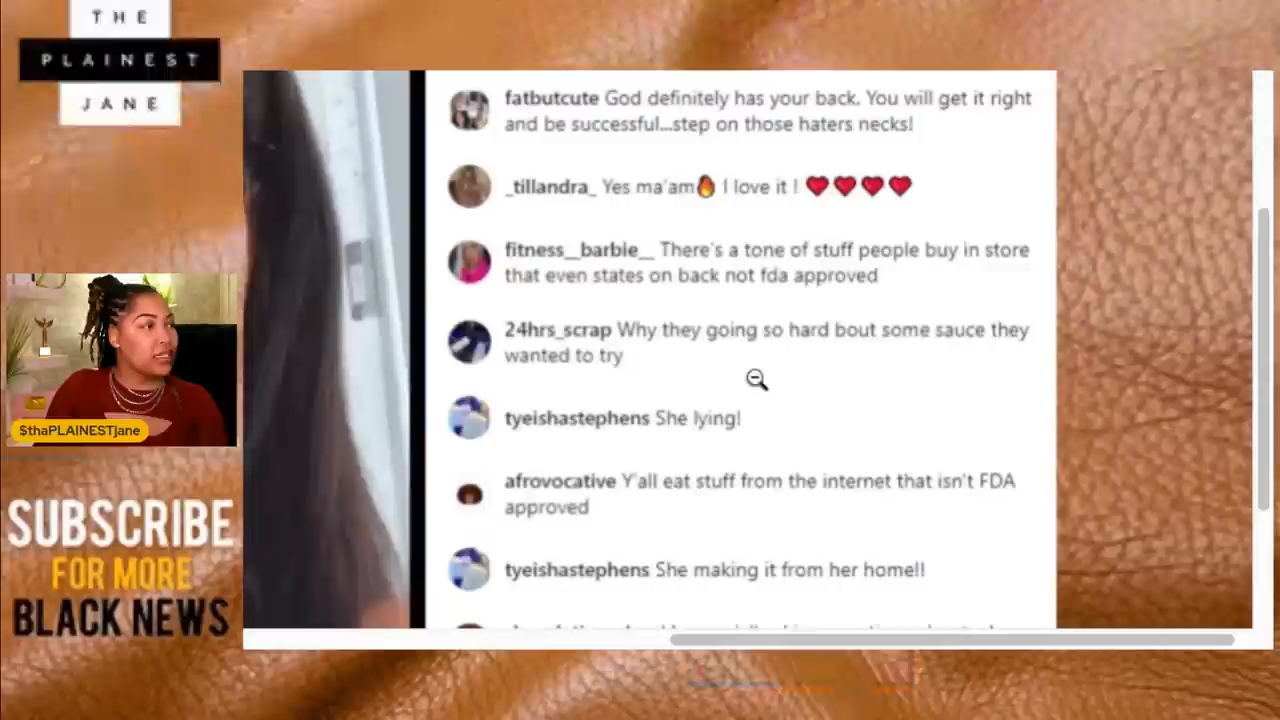 THE
PLAINEST
JANE
fatbutcute God definitely has your back. You will get it right
and be successful...step on those haters necks!
_tillandra_ Yes ma'am🔥 I love it ! ❤️❤️❤️❤️
fitness__barbie__ There's a tone of stuff people buy in store
that even states on back not fda approved
24hrs_scrap Why they going so hard bout some sauce they
wanted to try
tyeishastephens She lying!
afrovocative Y'all eat stuff from the internet that isn't FDA
approved
tyeishastephens She making it from her home!!
$thaPLAINESTjane
SUBSCRIBE
FOR MORE
BLACK NEWS